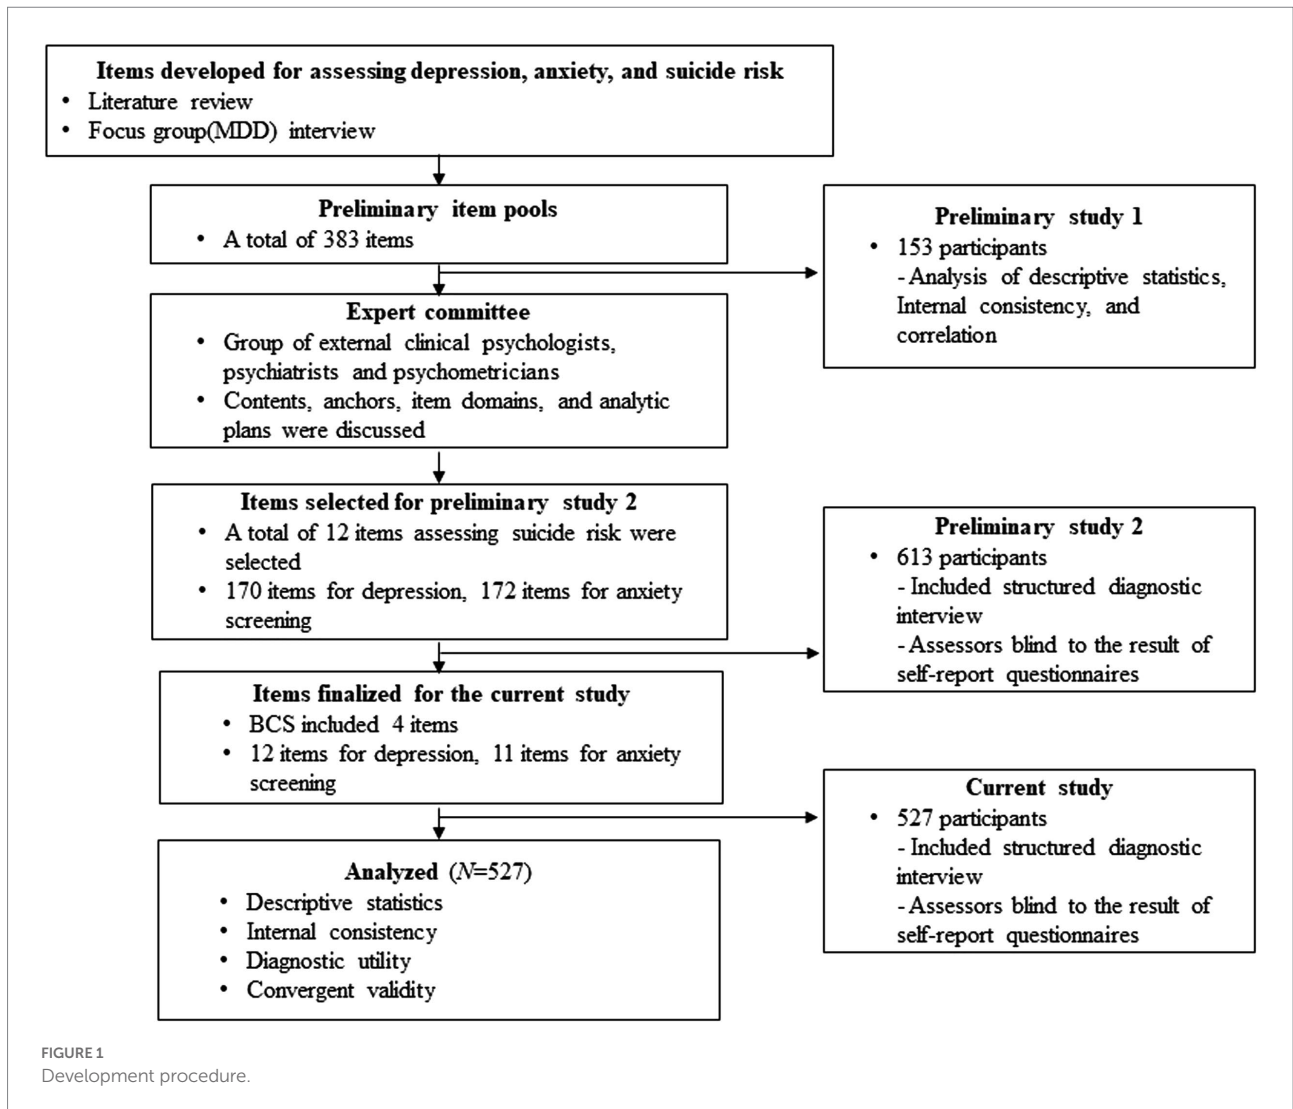 Items developed for assessing depression, anxiety, and suicide risk
• Literature review
• Focus group(MDD) interview
Preliminary item pools
• A total of 383 items
Preliminary study 1
• 153 participants
- Analysis of descriptive statistics,
Internal consistency, and
correlation
Expert committee
• Group of external clinical psychologists,
psychiatrists and psychometricians
• Contents, anchors, item domains, and analytic
plans were discussed
Items selected for preliminary study 2
• A total of 12 items assessing suicide risk were
selected
• 170 items for depression, 172 items for anxiety
screening
Preliminary study 2
• 613 participants
- Included structured diagnostic
interview
- Assessors blind to the result of
self-report questionnaires
Items finalized for the current study
• BCS included 4 items
• 12 items for depression, 11 items for anxiety
screening
Current study
• 527 participants
- Included structured diagnostic
interview
- Assessors blind to the result of
self-report questionnaires
Analyzed (N=527)
• Descriptive statistics
• Internal consistency
• Diagnostic utility
• Convergent validity
FIGURE 1
Development procedure.